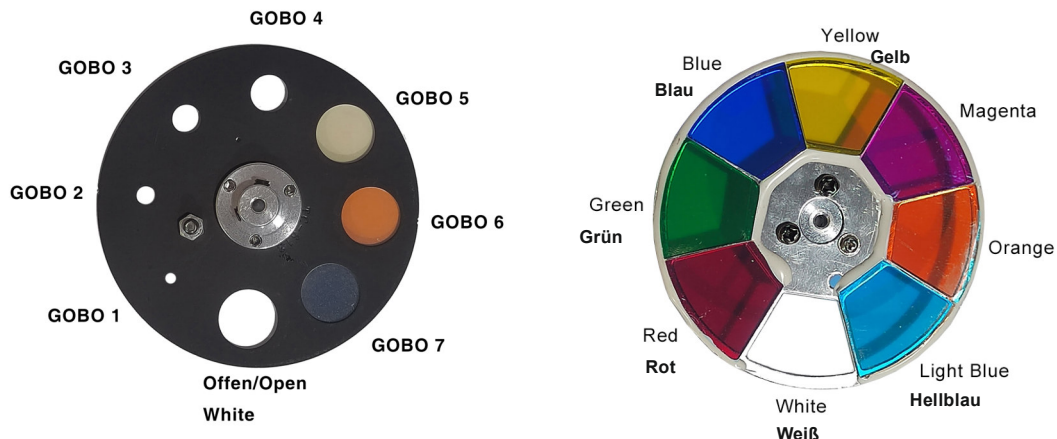 GOBO 4
GOBO 3
GOBO 5
GOBO 2
GOBO 6
GOBO 1
GOBO 7
Offen/Open
White
Yellow
Gelb
Blue
Blau
Magenta
Green
Grün
Orange
Red
Rot
Light Blue
Hellblau
White
Weiß